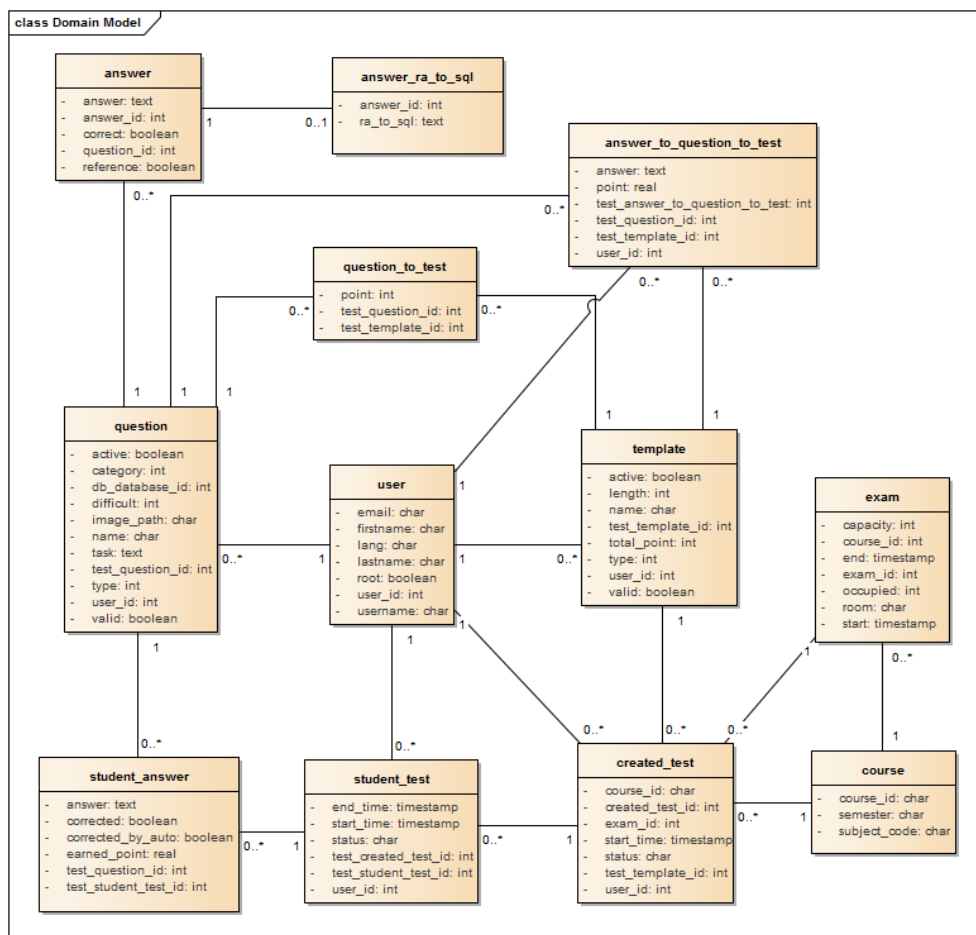 class Domain Model
answer
- answer: text
- answer_id: int
- correct: boolean
- question_id: int
- reference: boolean
answer_ra_to_sql
- answer_id: int
- ra_to_sql: text
1
0..1
answer_to_question_to_test
- answer: text
- point: real
- test_answer_to_question_to_test: int
- test_question_id: int
- test_template_id: int
- user_id: int
0..*
0..*
0..*
0..*
question_to_test
- point: int
- test_question_id: int
- test_template_id: int
0..*
0..*
1
1
1
1
1
question
- active: boolean
- category: int
- db_database_id: int
- difficult: int
- image_path: char
- name: char
- task: text
- test_question_id: int
- type: int
- user_id: int
- valid: boolean
user
- email: char
- firstname: char
- lang: char
- lastname: char
- root: boolean
- user_id: int
- username: char
template
- active: boolean
- length: int
- name: char
- test_template_id: int
- total_point: int
- type: int
- user_id: int
- valid: boolean
exam
- capacity: int
- course_id: int
- end: timestamp
- exam_id: int
- occupied: int
- room: char
- start: timestamp
1
0..*
1
1
0..*
1
1
1
1
1
0..*
0..*
0..*
0..*
0..*
0..*
1
student_answer
- answer: text
- corrected: boolean
- corrected_by_auto: boolean
- earned_point: real
- test_question_id: int
- test_student_test_id: int
student_test
- end_time: timestamp
- start_time: timestamp
- status: char
- test_created_test_id: int
- test_student_test_id: int
- user_id: int
created_test
- course_id: char
- created_test_id: int
- exam_id: int
- start_time: timestamp
- status: char
- test_template_id: int
- user_id: int
course
- course_id: char
- semester: char
- subject_code: char
0..*
1
0..*
1
0..*
1